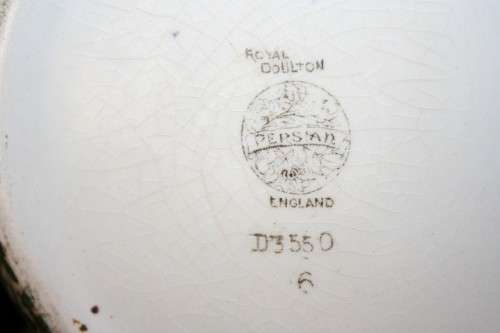 ROYAL
DOULTON
PERSIAN
ENGLAND
D3550
6